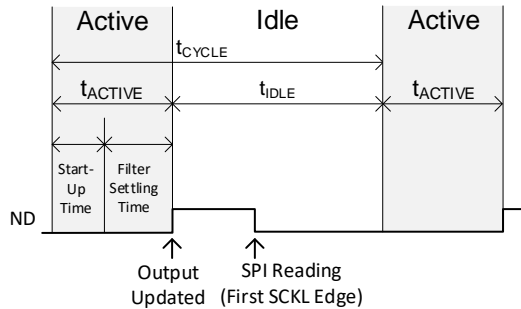 Active Idle Active
tCYCLE
tACTIVE tIDLE tACTIVE
Start-
Up
Time
Filter
Settling
Time
ND
Output
Updated
SPI Reading
(First SCKL Edge)